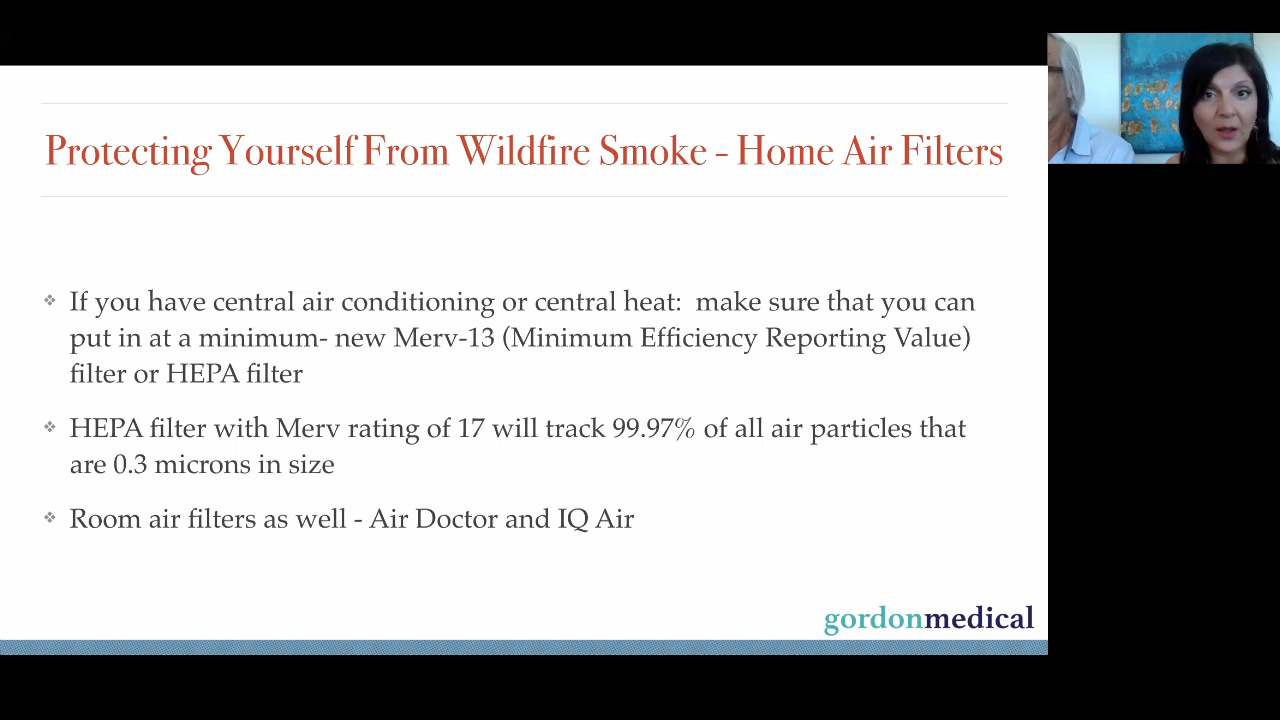 Protecting Yourself From Wildfire Smoke - Home Air Filters
If you have central air conditioning or central heat:  make sure that you can
put in at a minimum- new Merv-13 (Minimum Efficiency Reporting Value)
filter or HEPA filter
HEPA filter with Merv rating of 17 will track 99.97% of all air particles that
are 0.3 microns in size
Room air filters as well - Air Doctor and IQ Air
gordonmedical